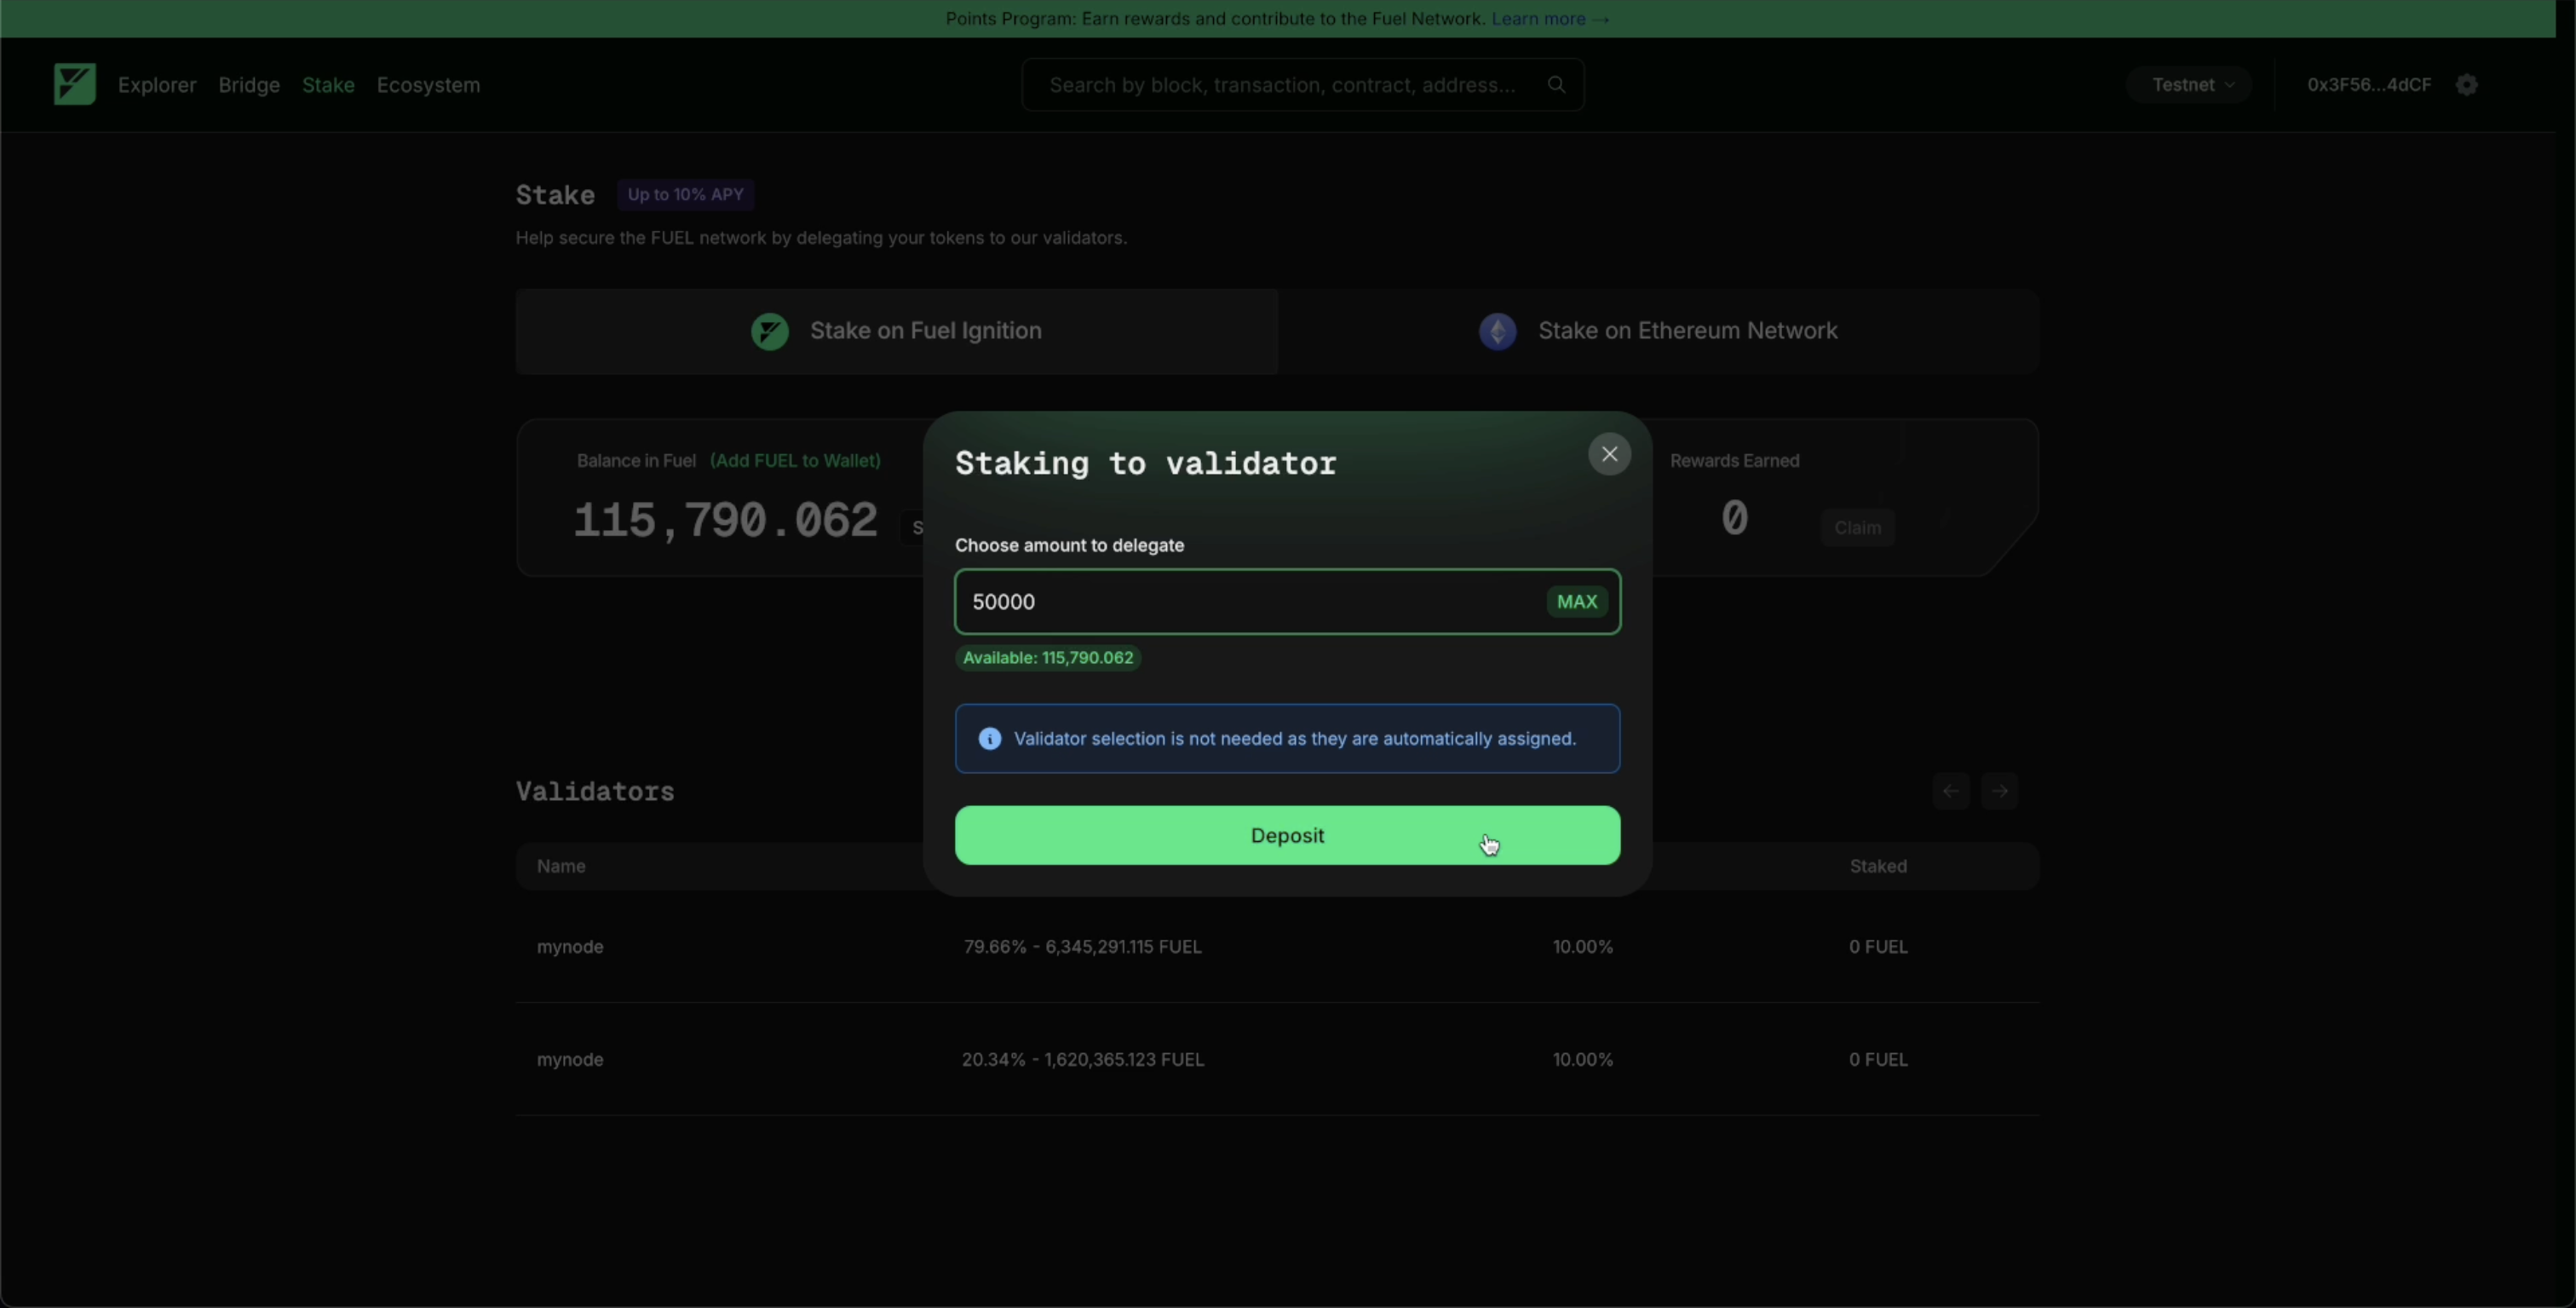 Points Program: Earn rewards and contribute to the Fuel Network. Learn more →
Explorer Bridge Stake Ecosystem
Search by block, transaction, contract, address...
Testnet
0x3F56...4dCF
Stake
Up to 10% APY
Help secure the FUEL network by delegating your tokens to our validators.
Stake on Fuel Ignition
Stake on Ethereum Network
Balance in Fuel (Add FUEL to Wallet)
115,790.062
Rewards Earned
0
Claim
Staking to validator
Choose amount to delegate
50000
MAX
Available: 115,790.062
Validator selection is not needed as they are automatically assigned.
Deposit
Validators
Name
Staked
mynode 79.66% - 6,345,291.115 FUEL 10.00% 0 FUEL
mynode 20.34% - 1,620,365.123 FUEL 10.00% 0 FUEL